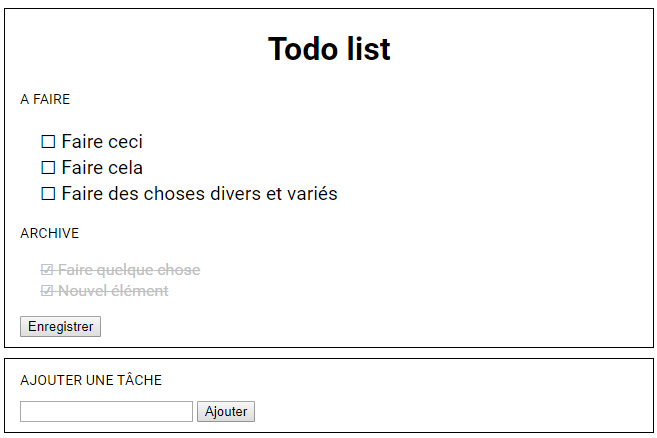 Todo list
A FAIRE
☐ Faire ceci
☐ Faire cela
☐ Faire des choses divers et variés
ARCHIVE
☑ Faire quelque chose
☑ Nouvel élément
Enregistrer
AJOUTER UNE TÂCHE
Ajouter